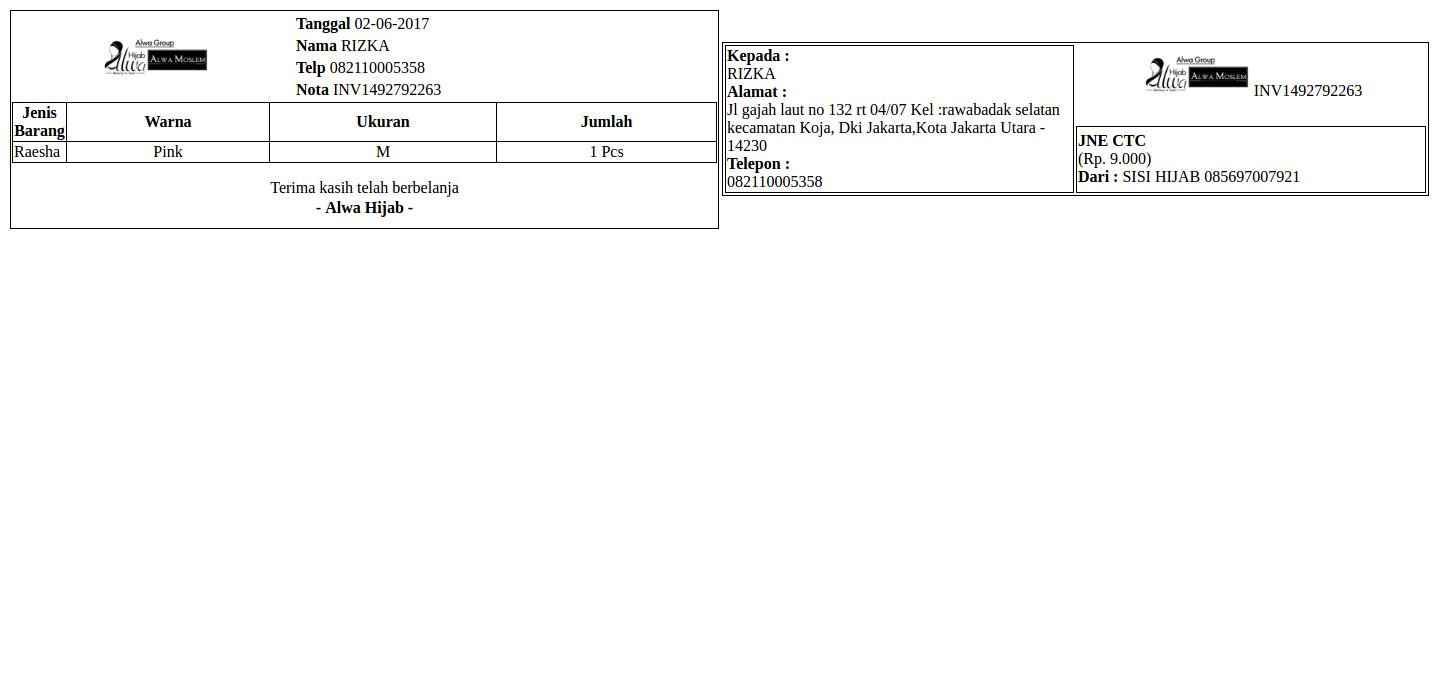 Alwa Group
Hijab
alwa
ALWA MOSLEM
Tanggal 02-06-2017
Nama RIZKA
Telp 082110005358
Nota INV1492792263
Jenis Barang Warna Ukuran Jumlah
Raesha Pink M 1 Pcs
Terima kasih telah berbelanja
- Alwa Hijab -
Kepada :
RIZKA
Alamat :
Jl gajah laut no 132 rt 04/07 Kel :rawabadak selatan
kecamatan Koja, Dki Jakarta,Kota Jakarta Utara -
14230
Telepon :
082110005358
Alwa Group
Hijab
alwa
ALWA MOSLEM
INV1492792263
JNE CTC
(Rp. 9.000)
Dari : SISI HIJAB 085697007921